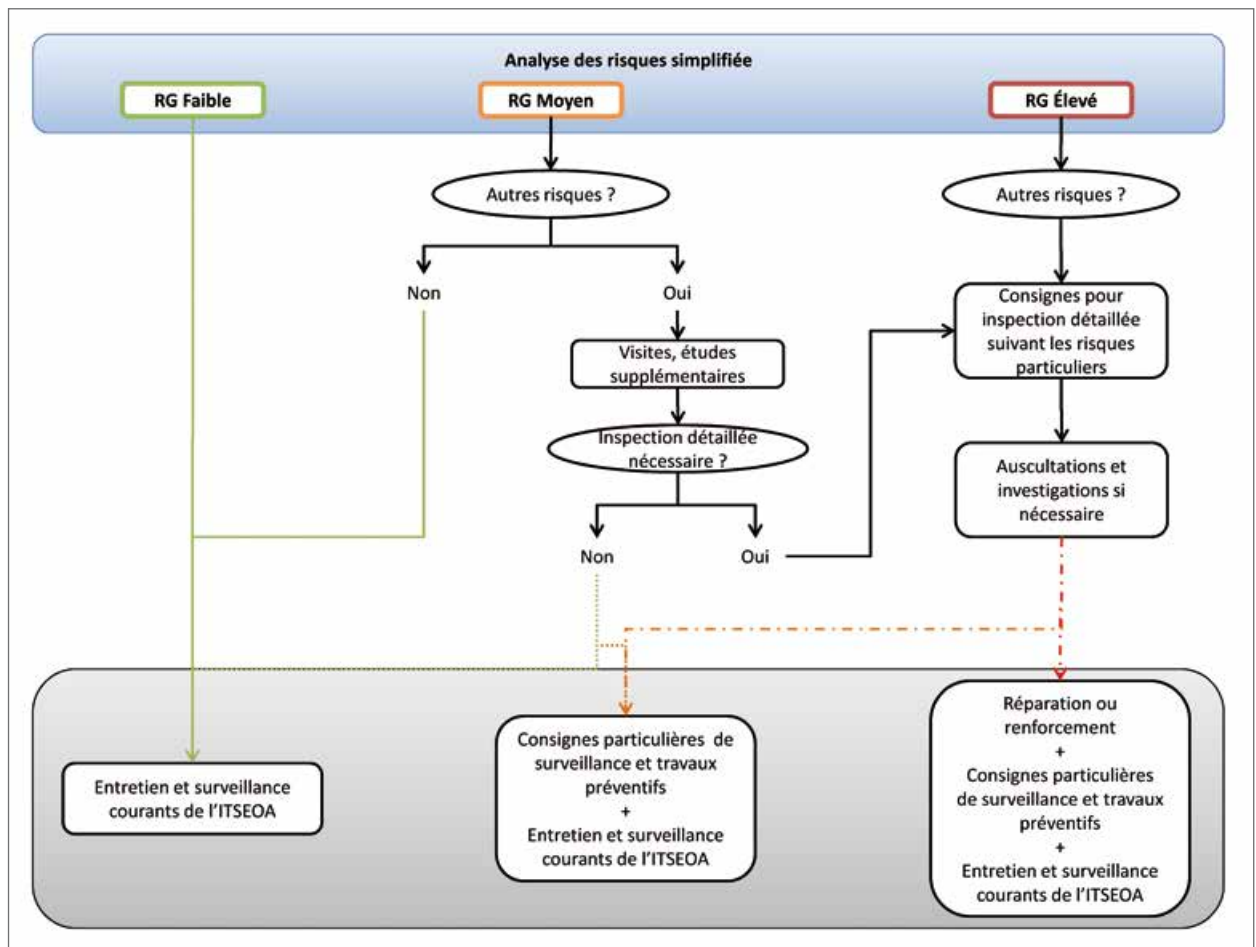 Analyse des risques simplifiée
RG Faible
RG Moyen
RG Élevé
Autres risques ?
Autres risques ?
Non
Oui
Consignes pour
inspection détaillée
suivant les risques
particuliers
Visites, études
supplémentaires
Inspection détaillée
nécessaire ?
Auscultations et
investigations si
nécessaire
Non
Oui
Entretien et surveillance
courants de l'ITSEOA
Consignes particulières de
surveillance et travaux
préventifs
+
Entretien et surveillance
courants de l'ITSEOA
Réparation ou
renforcement
+
Consignes particulières
de surveillance et travaux
préventifs
+
Entretien et surveillance
courants de l'ITSEOA